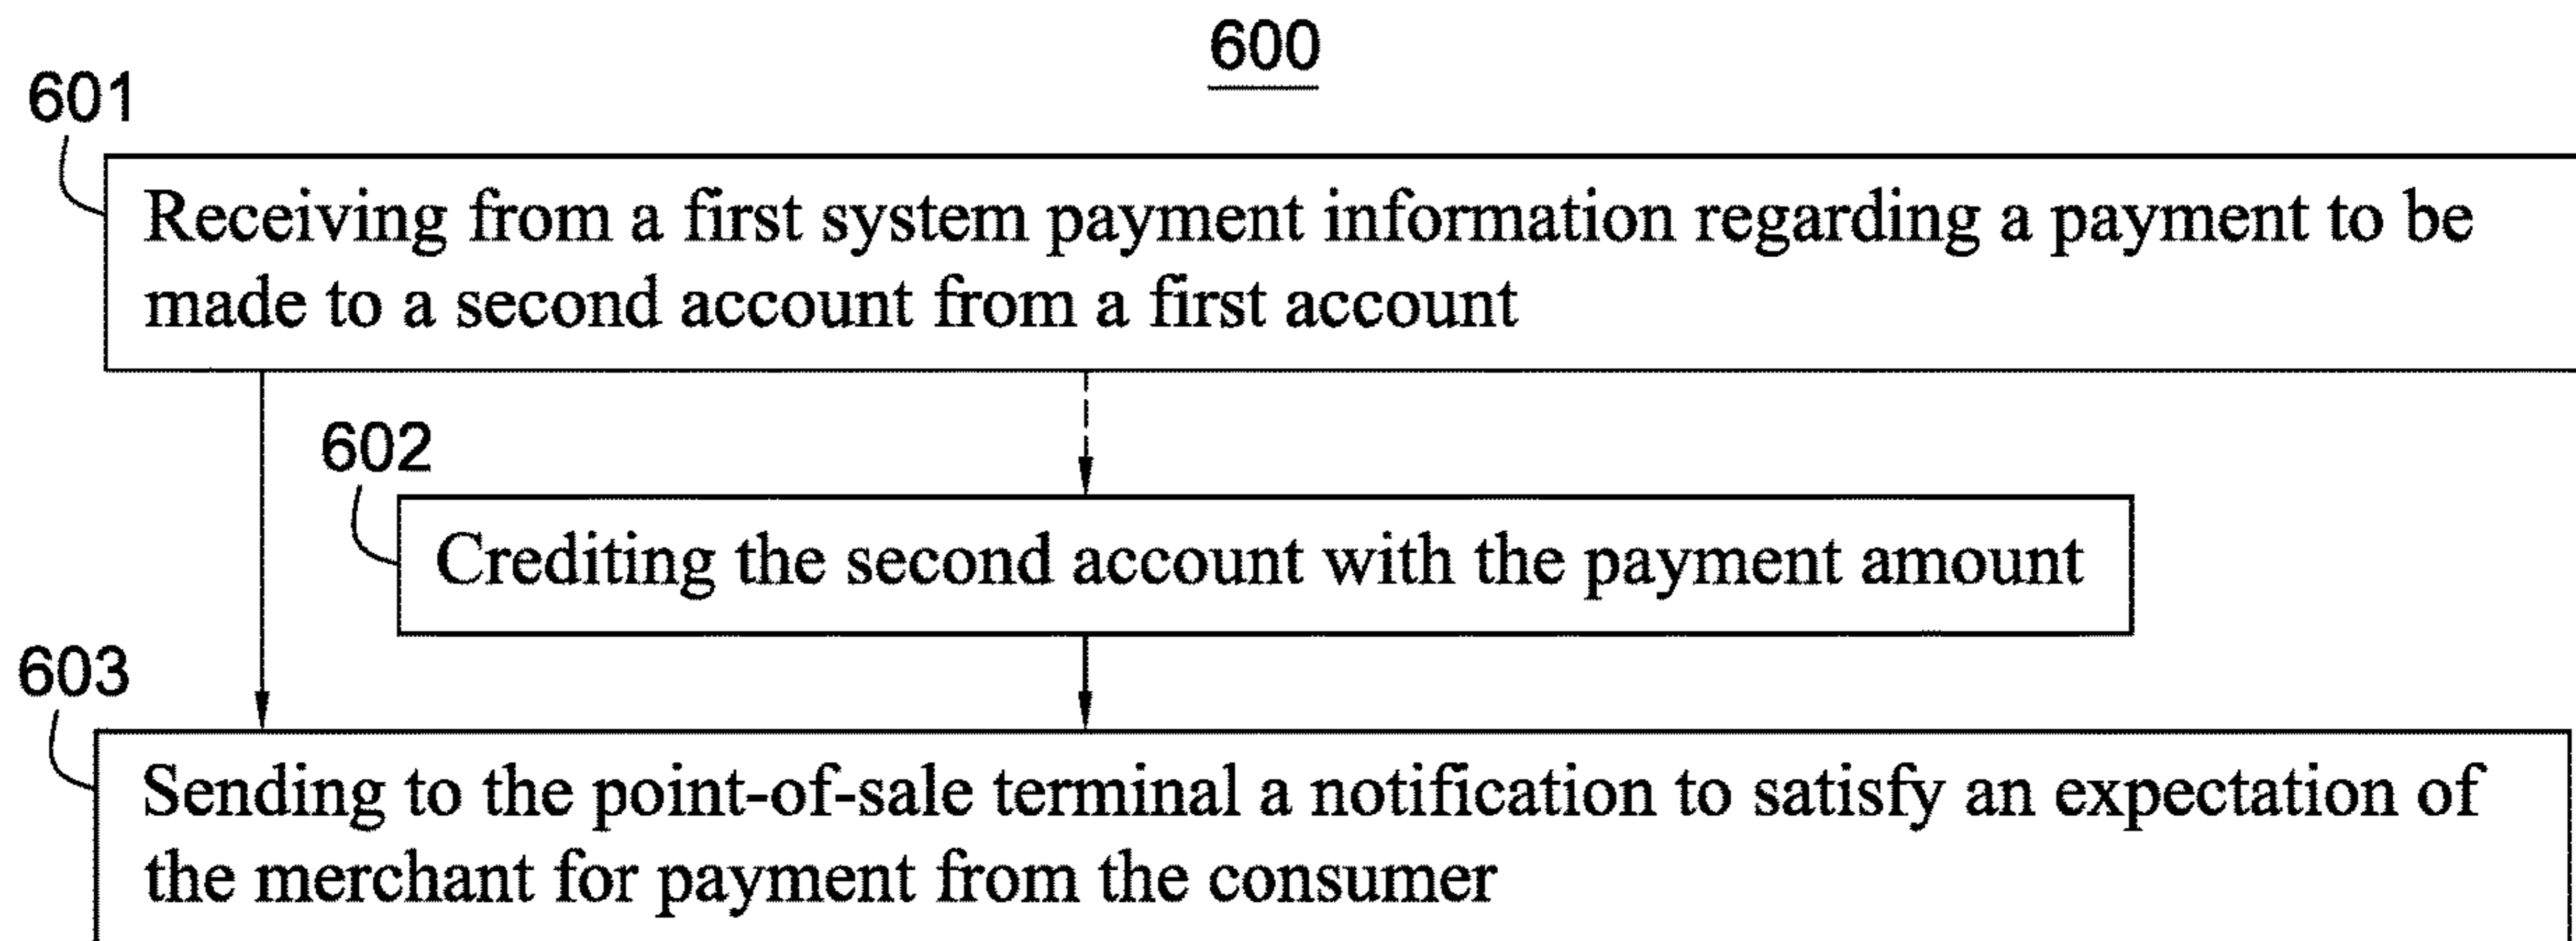 600
601
Receiving from a first system payment information regarding a payment to be
made to a second account from a first account
602
Crediting the second account with the payment amount
603
Sending to the point-of-sale terminal a notification to satisfy an expectation of
the merchant for payment from the consumer